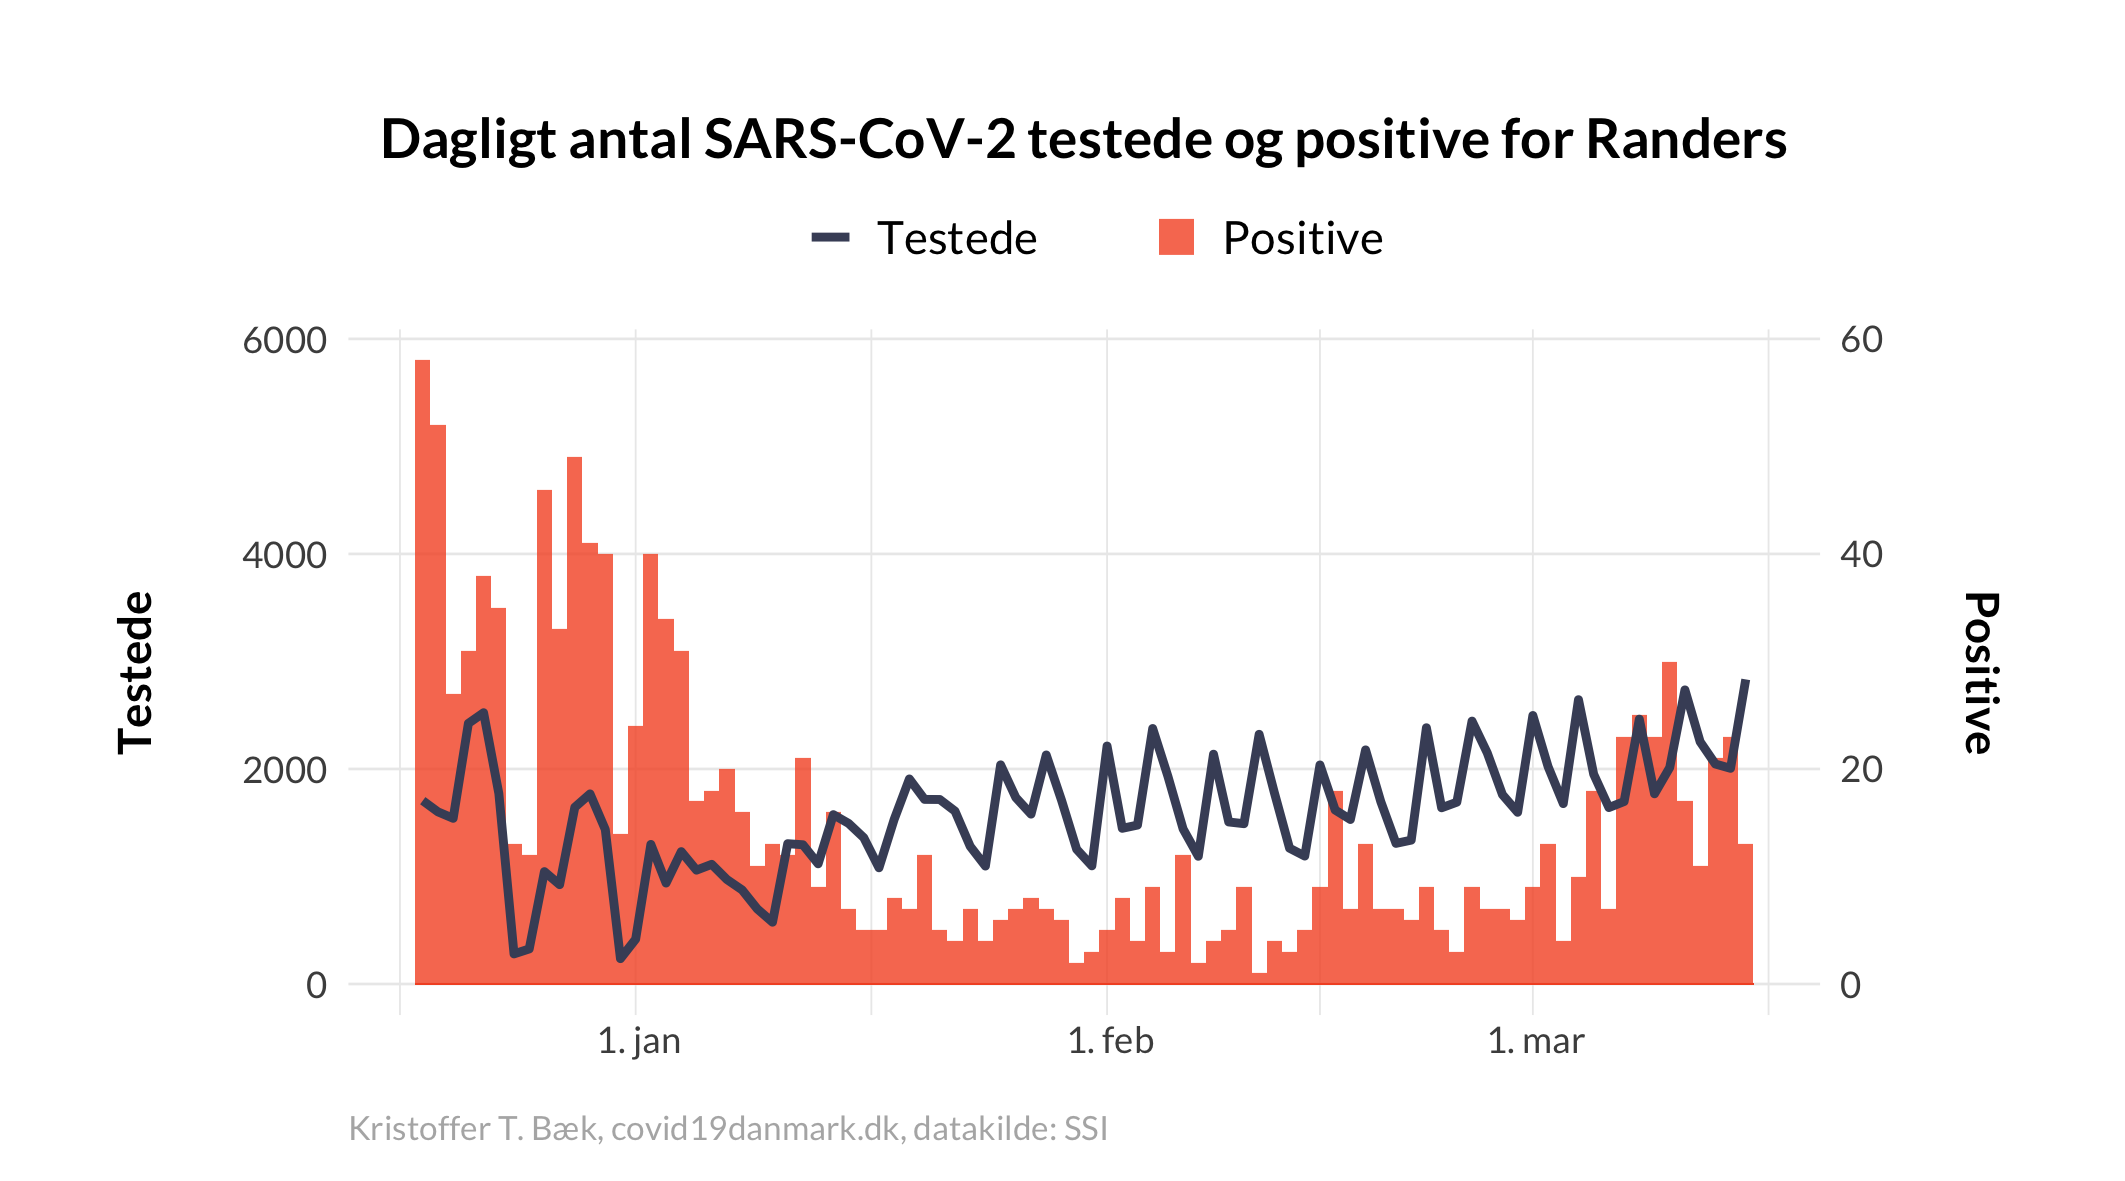 Dagligt antal SARS-CoV-2 testede og positive for Randers
Testede
Positive
6000
4000
2000
0
Testede
60
40
20
0
Positive
1. jan
1. feb
1. mar
Kristoffer T. Bæk, covid19danmark.dk, datakilde: SSI